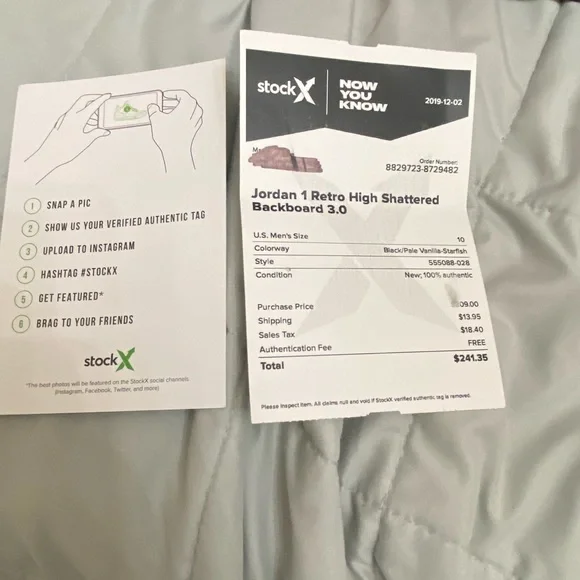 1 SNAP A PIC
2 SHOW US YOUR VERIFIED AUTHENTIC TAG
3 UPLOAD TO INSTAGRAM
4 HASHTAG #STOCKX
5 GET FEATURED*
6 BRAG TO YOUR FRIENDS
stockX
*The best photos will be featured on the StockX social channels
(Instagram, Facebook, Twitter, and more)
stockX
NOW
YOU
KNOW
2019-12-02
Order Number:
8829723-8729482
Jordan 1 Retro High Shattered
Backboard 3.0
U.S. Men's Size 10
Colorway Black/Pale Vanilla-Starfish
Style 555088-028
Condition New; 100% authentic
Purchase Price 09.00
Shipping $13.95
Sales Tax $18.40
Authentication Fee FREE
Total $241.35
Please inspect item. All claims null and void if StockX verified authentic tag is removed.